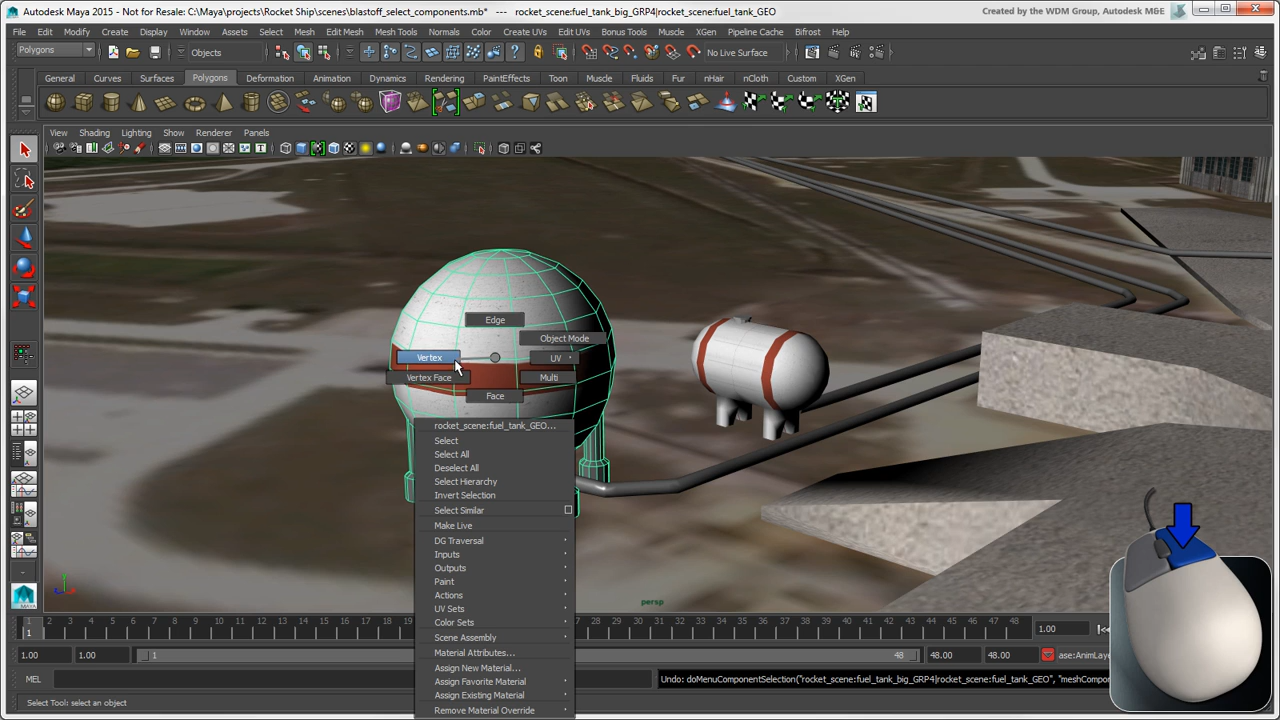 Autodesk Maya 2015 - Not for Resale: C:\Maya\projects\Rocket Ship\scenes\blastoff_select_components.mb* --- rocket_scene:fuel_tank_big_GRP4|rocket_scene:fuel_tank_GEO
Created by the WDM Group, Autodesk M&E
File Edit Modify Create Display Window Assets Select Mesh Edit Mesh Mesh Tools Normals Color Create UVs Edit UVs Bonus Tools Muscle XGen Pipeline Cache Bifrost Help
Polygons Objects No Live Surface
General Curves Surfaces Polygons Deformation Animation Dynamics Rendering PaintEffects Toon Muscle Fluids Fur nHair nCloth Custom XGen
View Shading Lighting Show Renderer Panels
Edge
Object Mode
Vertex UV
Vertex Face Multi
Face
rocket_scene:fuel_tank_GEO...
Select
Select All
Deselect All
Select Hierarchy
Invert Selection
Select Similar
Make Live
DG Traversal
Inputs
Outputs
Paint
Actions
UV Sets
Color Sets
Scene Assembly
Material Attributes...
Assign New Material...
Assign Favorite Material
Assign Existing Material
Remove Material Override
persp
1 2 3 4 5 6 7 8 9 10 11 12 13 14 15 16 17 18 19 27 28 29 30 31 32 33 34 35 36 37 38 39 40 41 42 43 44 45 46 47 48 1.00
1
1.00 1.00 1 48 48.00 48.00 ase:AnimLaye
MEL Undo: doMenuComponentSelection("rocket_scene:fuel_tank_big_GRP4|rocket_scene:fuel_tank_GEO", "meshCompo
Select Tool: select an object
MAYA